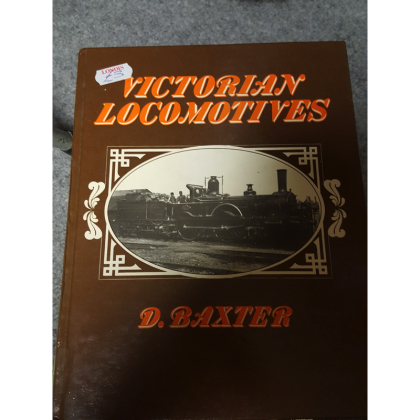 VICTORIAN
LOCOMOTIVES
D. BAXTER